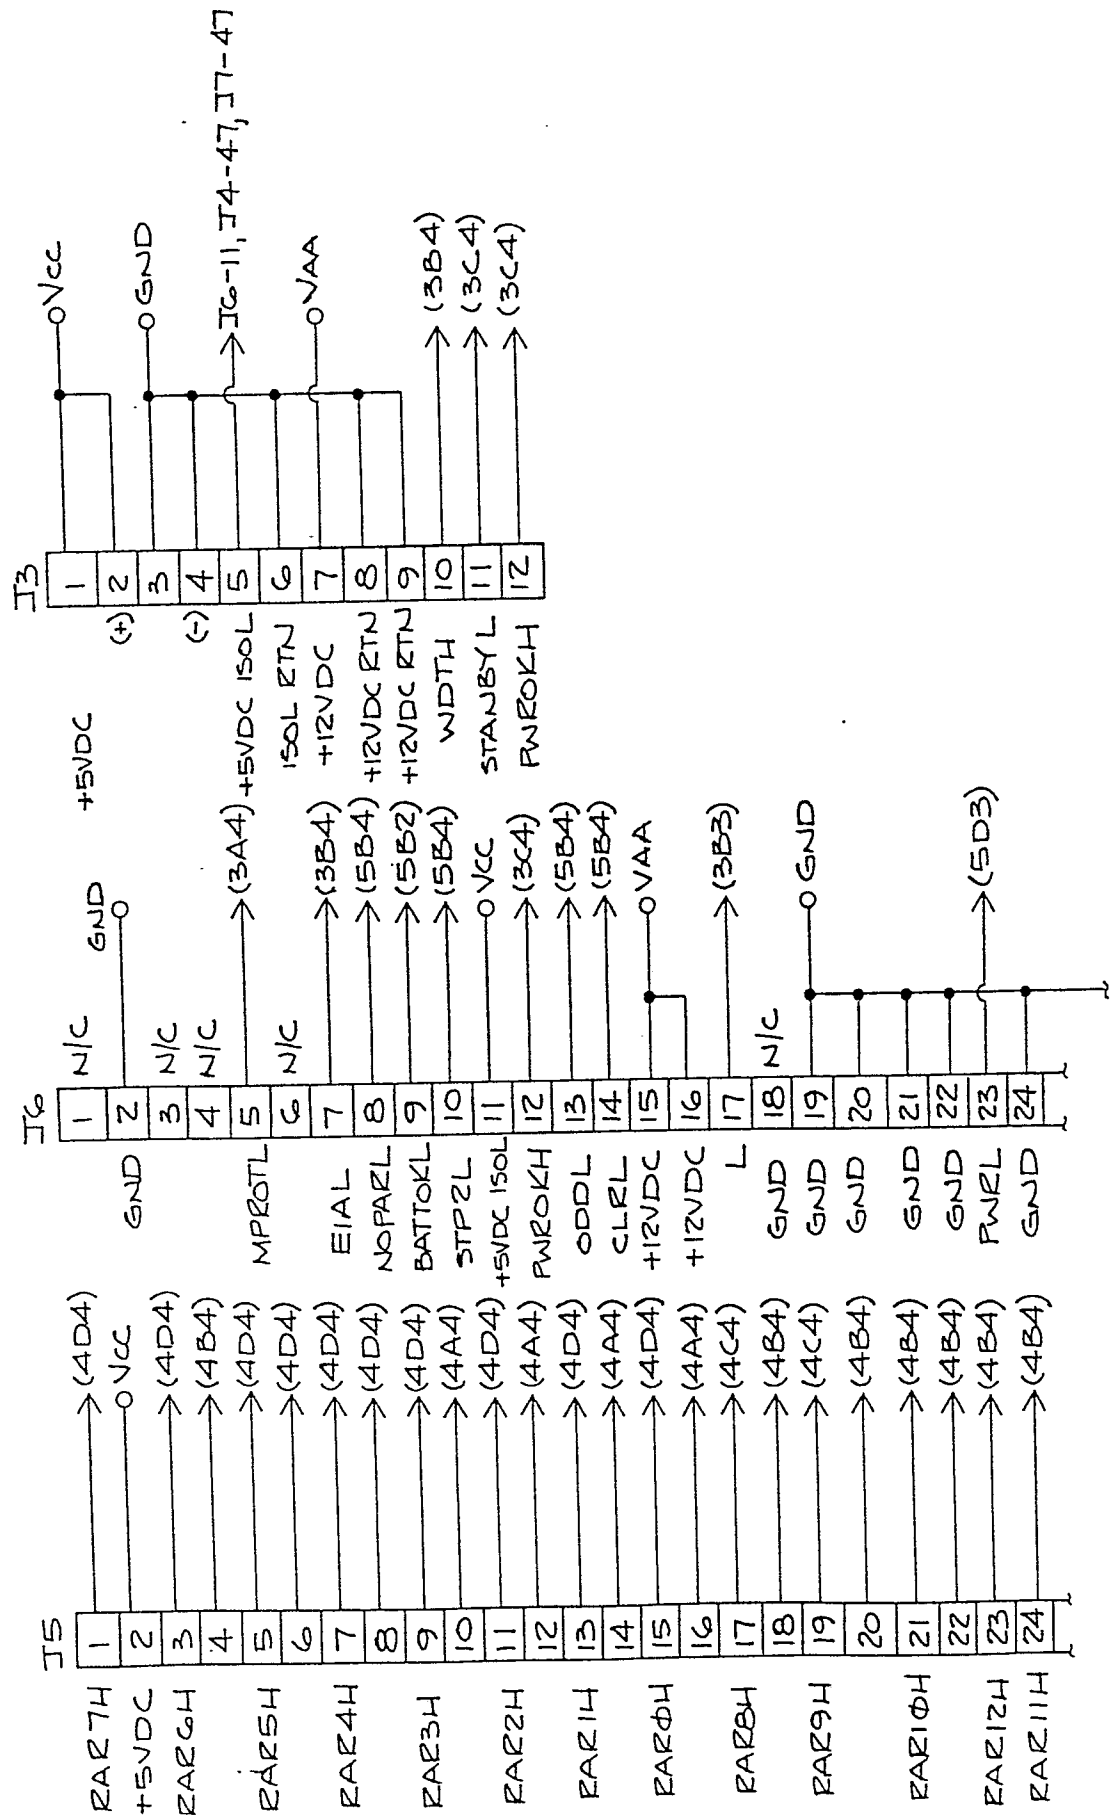 J3
1
(+) 2
3
(-) 4
5
6
7
8
9
10
11
12
+5VDC
+5VDC ISOL
ISOL RTN
+12VDC
+12VDC RTN
+12VDC RTN
WDTH
STANBYL
PWROKH
VCC
GND
J6-11, J4-47, J7-47
VAA
(3B4)
(3C4)
(3C4)
J6
1 N/C
GND 2 GND
3 N/C
4 N/C
MPROTL 5 (3A4)
6 N/C
EIAL 7 (3B4)
NOPARL 8 (5B4)
BATTOKL 9 (5B2)
STP2L 10 (5B4)
+5VDC ISOL 11 VCC
PWROKH 12 (3C4)
ODDL 13 (5B4)
CLRL 14 (5B4)
+12VDC 15 VAA
+12VDC 16
L 17 (3B3)
GND 18 N/C
GND 19 GND
GND 20
GND 21
GND 22
PWRL 23 (5D3)
GND 24
J5
RAR7H 1 (4D4)
+5VDC 2 VCC
RAR6H 3 (4D4)
4 (4B4)
RAR5H 5 (4D4)
6 (4D4)
RAR4H 7 (4D4)
8 (4D4)
RAR3H 9 (4D4)
10 (4A4)
RAR2H 11 (4D4)
12 (4A4)
RAR1H 13 (4D4)
14 (4A4)
RARØH 15 (4D4)
16 (4A4)
RAR8H 17 (4C4)
18 (4B4)
RAR9H 19 (4C4)
20 (4B4)
RAR1ØH 21 (4B4)
22 (4B4)
RAR12H 23 (4B4)
RAR11H 24 (4B4)